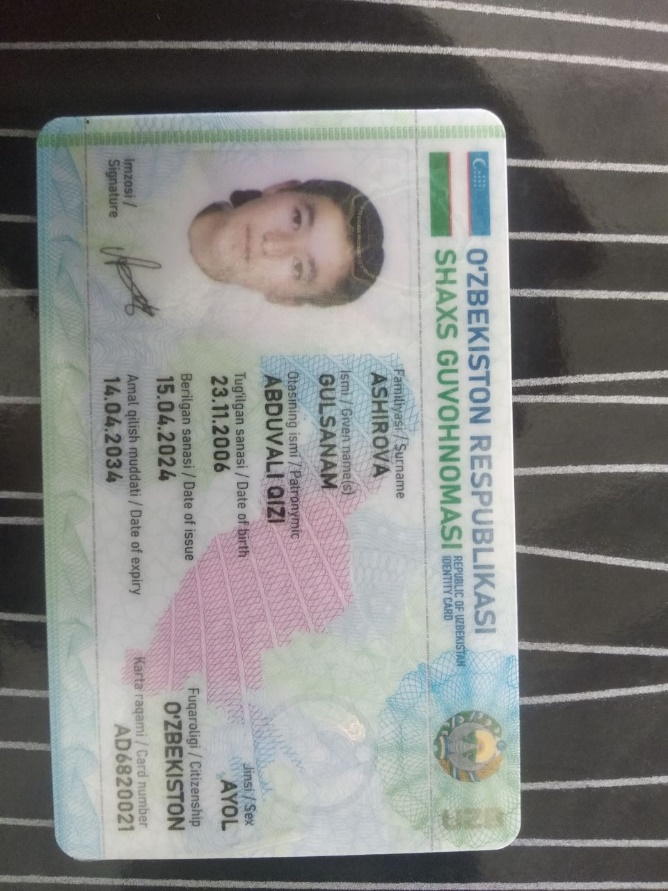 O'ZBEKISTON RESPUBLIKASI
SHAXS GUVOHNOMASI
REPUBLIC OF UZBEKISTAN
IDENTITY CARD
Familiyasi / Surname
ASHIROVA
Ismi / Given name(s)
GULSANAM
Otasining ismi / Patronymic
ABDUVALI QIZI
Tug'ilgan sanasi / Date of birth
23.11.2006
Jinsi / Sex
AYOL
Berilgan sanasi / Date of issue
15.04.2024
Fuqaroligi / Citizenship
O'ZBEKISTON
Amal qilish muddati / Date of expiry
14.04.2034
Karta raqami / Card number
AD6820021
Imzosi /
Signature
UZB